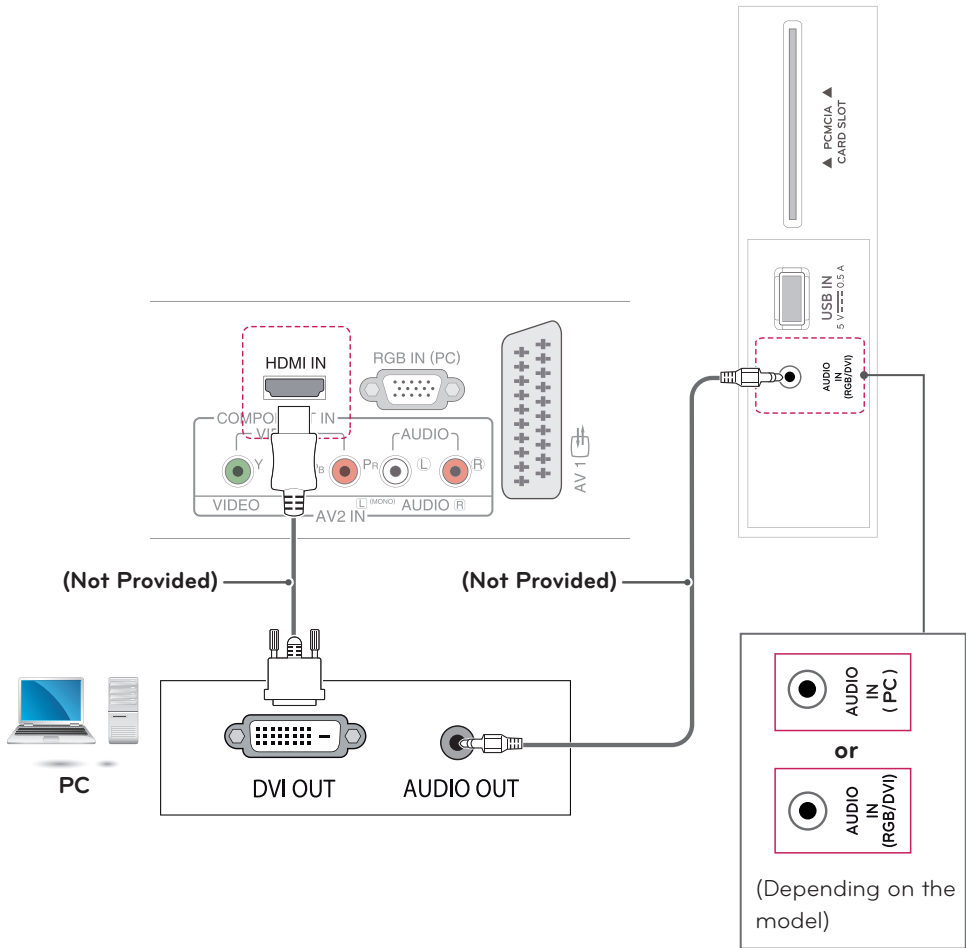 ▲ PCMCIA ▲
CARD SLOT
USB IN
5 V 0.5 A
AUDIO
IN
(RGB/DVI)
HDMI IN
RGB IN (PC)
AV 1
AUDIO
Y
PR
L
R
VIDEO
L (MONO) AUDIO R
AV2 IN
(Not Provided)
(Not Provided)
PC
DVI OUT
AUDIO OUT
AUDIO
IN
( PC )
or
AUDIO
IN
(RGB/DVI)
(Depending on the
model)